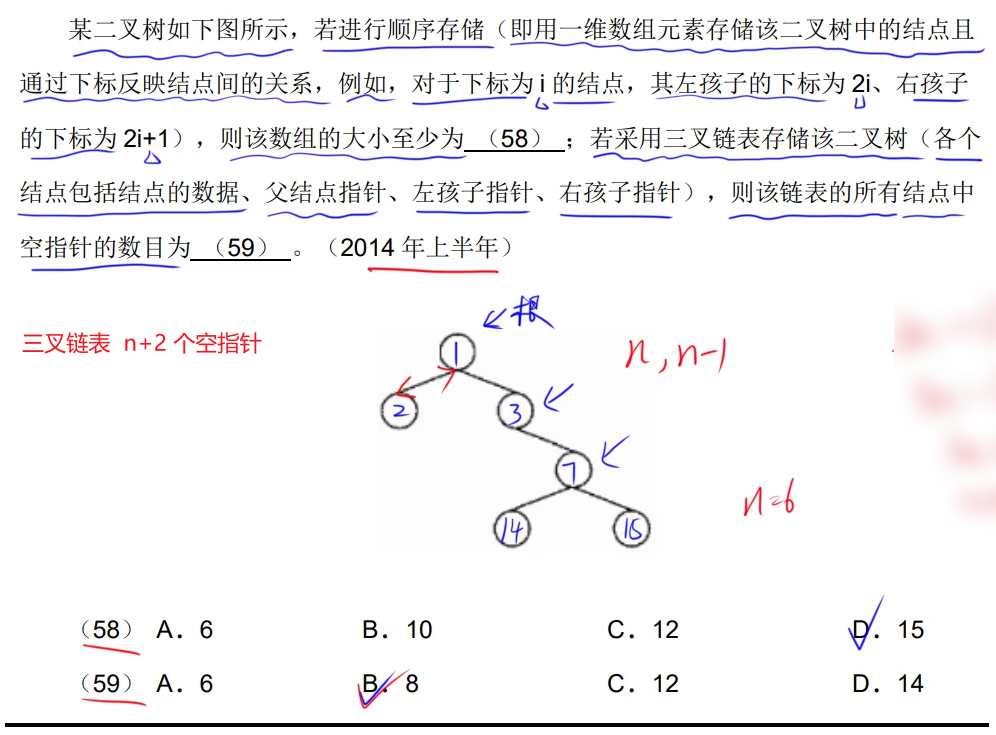 某二叉树如下图所示，若进行顺序存储（即用一维数组元素存储该二叉树中的结点且
通过下标反映结点间的关系，例如，对于下标为 i 的结点，其左孩子的下标为 2i、右孩子
的下标为 2i+1），则该数组的大小至少为 （58） ；若采用三叉链表存储该二叉树（各个
结点包括结点的数据、父结点指针、左孩子指针、右孩子指针），则该链表的所有结点中
空指针的数目为 （59） 。（2014 年上半年）
根
三叉链表 n+2 个空指针
1
n, n-1
2 3
7
n=6
14 15
（58） A. 6 B. 10 C. 12 D. 15
（59） A. 6 B. 8 C. 12 D. 14